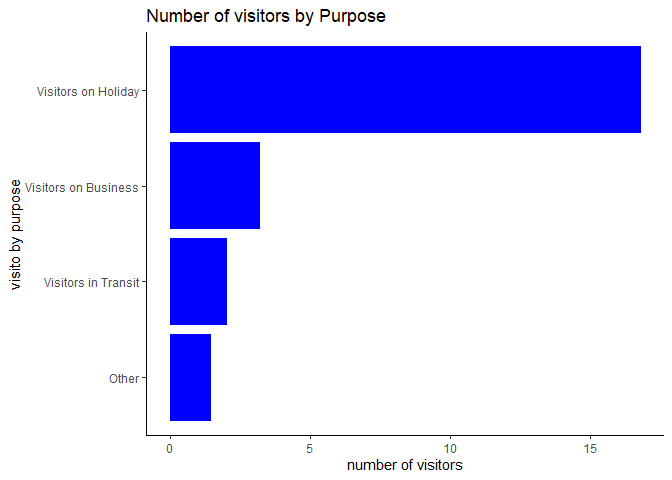 Number of visitors by Purpose
visito by purpose
Visitors on Holiday
Visitors on Business
Visitors in Transit
Other
0 5 10 15
number of visitors